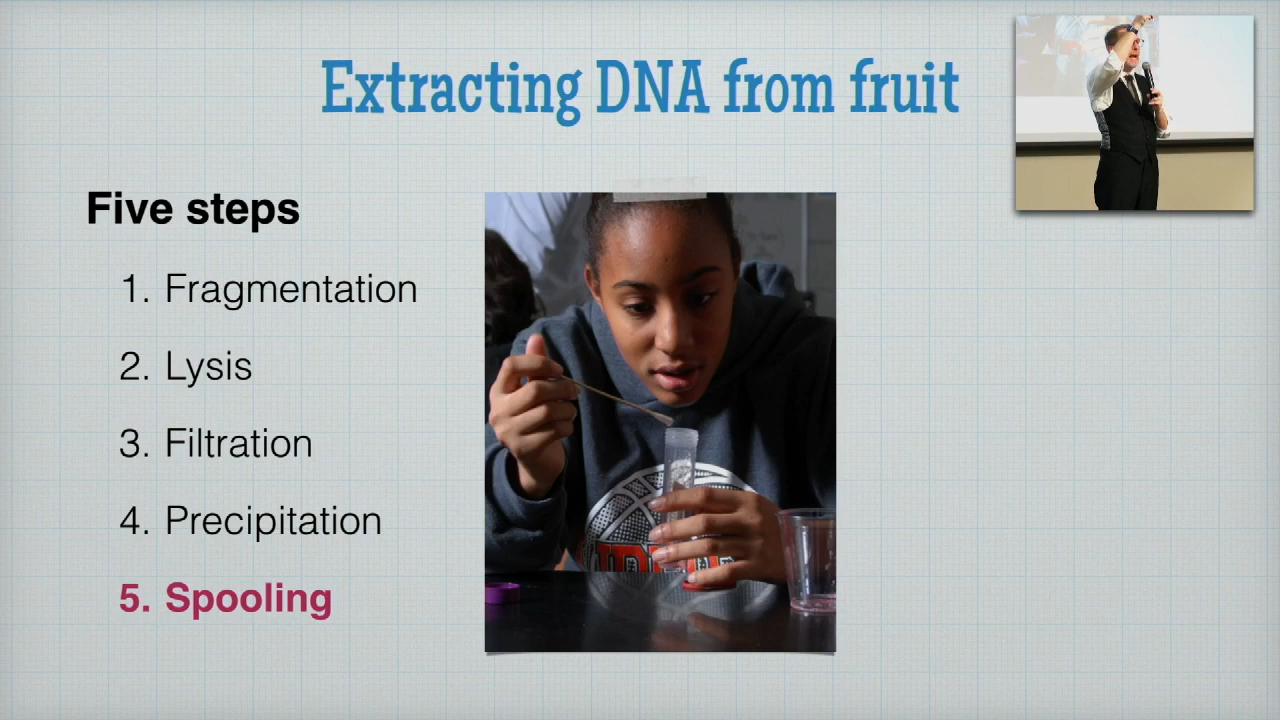 Extracting DNA from fruit
Five steps
1. Fragmentation
2. Lysis
3. Filtration
4. Precipitation
5. Spooling